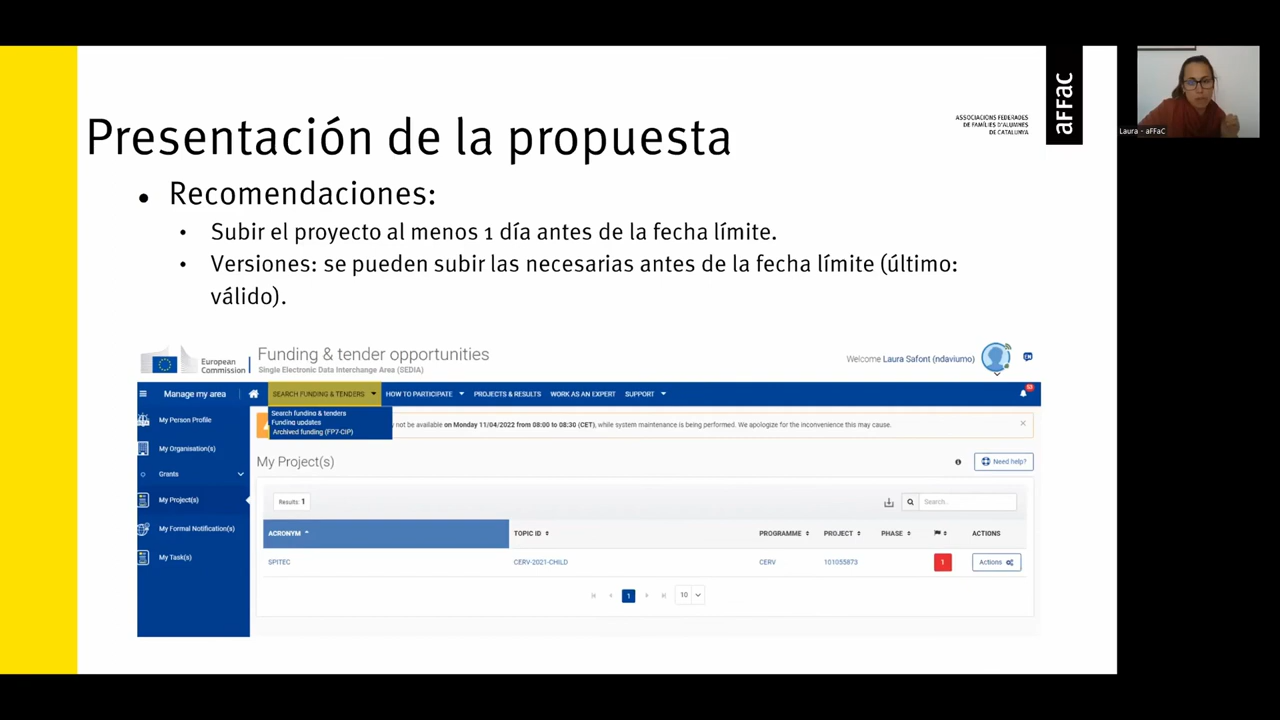 Presentación de la propuesta
ASSOCIACIONS FEDERADES
DE FAMÍLIES D'ALUMNES
DE CATALUNYA
aFFaC
Laura - aFFaC
• Recomendaciones:
• Subir el proyecto al menos 1 día antes de la fecha límite.
• Versiones: se pueden subir las necesarias antes de la fecha límite (último:
válido).
European
Commission
Funding & tender opportunities
Single Electronic Data Interchange Area (SEDIA)
Welcome Laura Safont (ndaviumo)
Manage my area
SEARCH FUNDING & TENDERS
HOW TO PARTICIPATE
PROJECTS & RESULTS
WORK AS AN EXPERT
SUPPORT
Search funding & tenders
Funding updates
Archived funding (FP7-CIP)
My Person Profile
My Organisation(s)
Grants
My Project(s)
My Formal Notification(s)
My Task(s)
not be available on Monday 11/04/2022 from 08:00 to 08:30 (CET), while system maintenance is being performed. We apologize for the inconvenience this may cause.
My Project(s)
Need help?
Results: 1
Search..
ACRONYM TOPIC ID PROGRAMME PROJECT PHASE ACTIONS
SPITEC CERV-2021-CHILD CERV 101055873 1 Actions
1 10